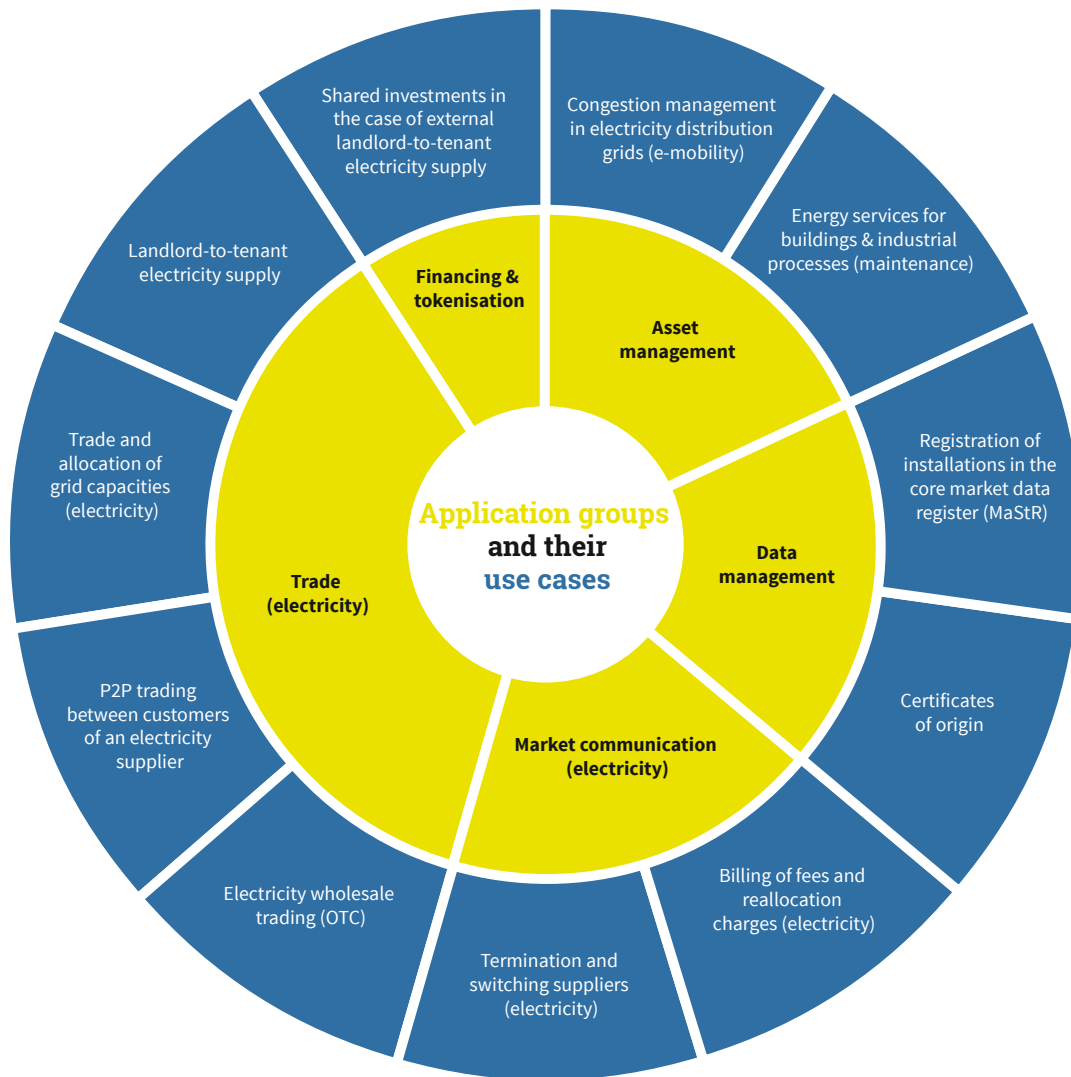 Application groups
and their
use cases
Financing &
tokenisation
Asset
management
Data
management
Market communication
(electricity)
Trade
(electricity)
Shared investments in
the case of external
landlord-to-tenant
electricity supply
Congestion management
in electricity distribution
grids (e-mobility)
Energy services for
buildings & industrial
processes (maintenance)
Registration of
installations in the
core market data
register (MaStR)
Certificates
of origin
Billing of fees and
reallocation
charges (electricity)
Termination and
switching suppliers
(electricity)
Electricity wholesale
trading (OTC)
P2P trading
between customers
of an electricity
supplier
Trade and
allocation of
grid capacities
(electricity)
Landlord-to-tenant
electricity supply